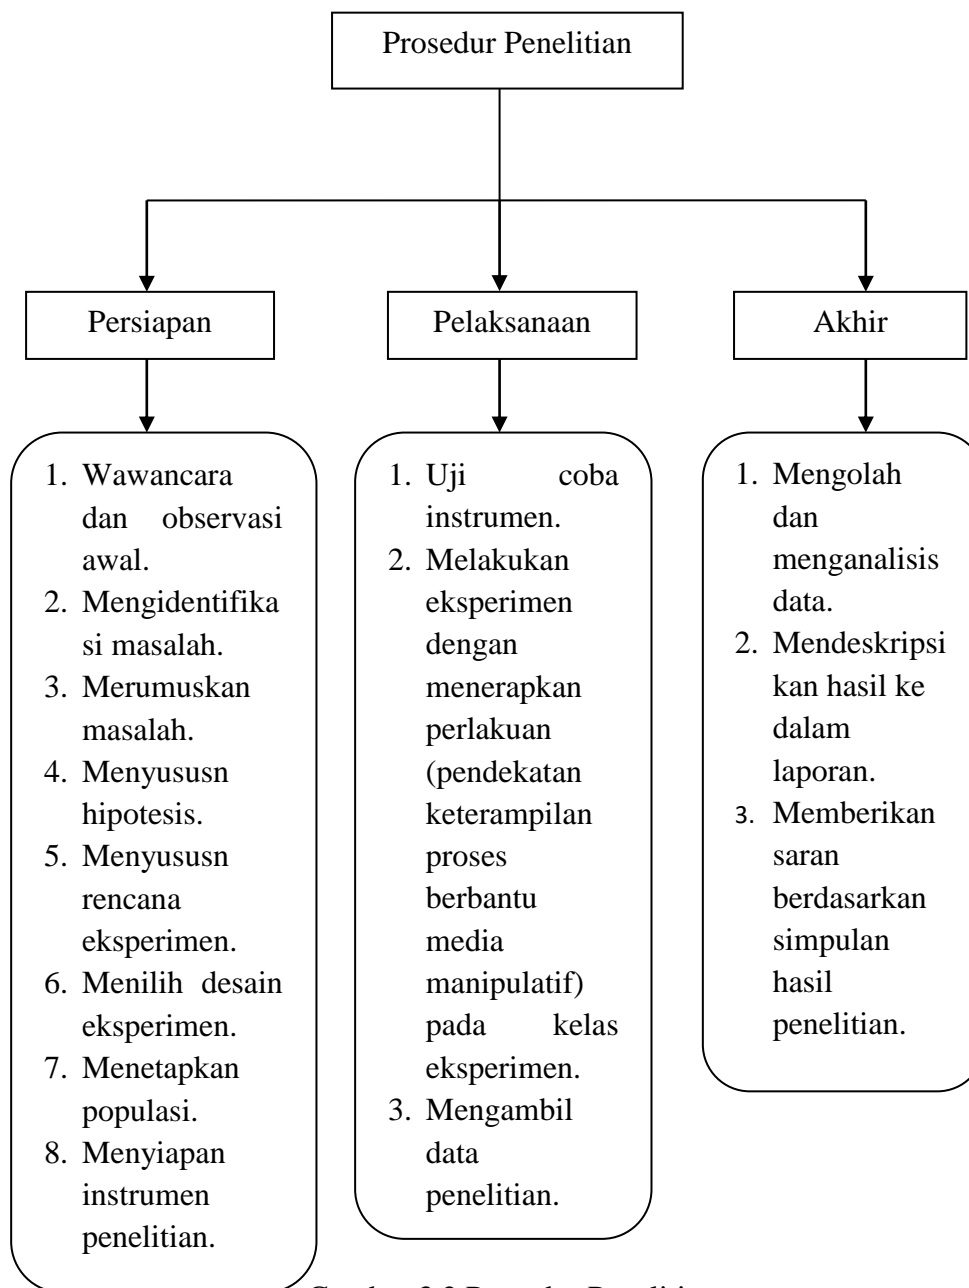 Prosedur Penelitian
Persiapan
Pelaksanaan
Akhir
1. Wawancara
dan observasi
awal.
2. Mengidentifika
si masalah.
3. Merumuskan
masalah.
4. Menyususn
hipotesis.
5. Menyususn
rencana
eksperimen.
6. Menilih desain
eksperimen.
7. Menetapkan
populasi.
8. Menyiapan
instrumen
penelitian.
1. Uji coba
instrumen.
2. Melakukan
eksperimen
dengan
menerapkan
perlakuan
(pendekatan
keterampilan
proses
berbantu
media
manipulatif)
pada kelas
eksperimen.
3. Mengambil
data
penelitian.
1. Mengolah
dan
menganalisis
data.
2. Mendeskripsi
kan hasil ke
dalam
laporan.
3. Memberikan
saran
berdasarkan
simpulan
hasil
penelitian.